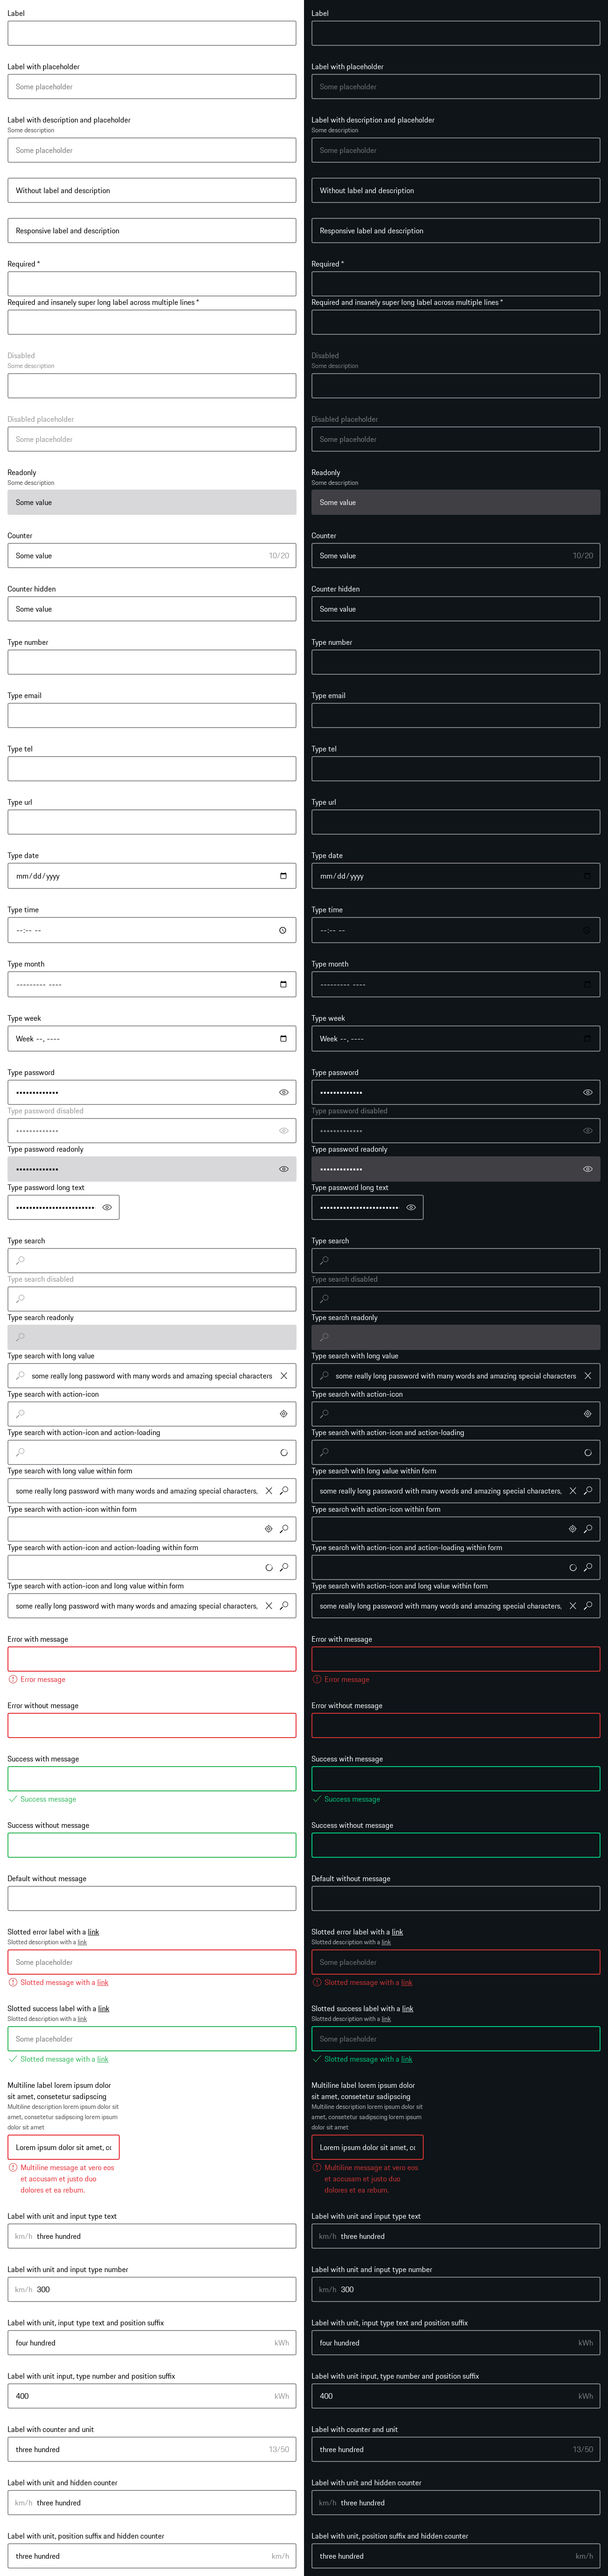 Label
Label with placeholder
Some placeholder
Label with description and placeholder
Some description
Some placeholder
Without label and description
Responsive label and description
Required *
Required and insanely super long label across multiple lines *
Disabled
Some description
Disabled placeholder
Some placeholder
Readonly
Some description
Some value
Counter
Some value 10/20
Counter hidden
Some value
Type number
Type email
Type tel
Type url
Type date
mm/dd/yyyy
Type time
--:-- --
Type month
--------- ----
Type week
Week --, ----
Type password
•••••••••••••
Type password disabled
•••••••••••••
Type password readonly
•••••••••••••
Type password long text
••••••••••••••••••••••••
Type search
Type search disabled
Type search readonly
Type search with long value
some really long password with many words and amazing special characters
Type search with action-icon
Type search with action-icon and action-loading
Type search with long value within form
some really long password with many words and amazing special characters,
Type search with action-icon within form
Type search with action-icon and action-loading within form
Type search with action-icon and long value within form
some really long password with many words and amazing special characters,
Error with message
Error message
Error without message
Success with message
Success message
Success without message
Default without message
Slotted error label with a link
Slotted description with a link
Some placeholder
Slotted message with a link
Slotted success label with a link
Slotted description with a link
Some placeholder
Slotted message with a link
Multiline label lorem ipsum dolor
sit amet, consetetur sadipscing
Multiline description lorem ipsum dolor sit
amet, consetetur sadipscing lorem ipsum
dolor sit amet
Lorem ipsum dolor sit amet, co
Multiline message at vero eos
et accusam et justo duo
dolores et ea rebum.
Label with unit and input type text
km/h three hundred
Label with unit and input type number
km/h 300
Label with unit, input type text and position suffix
four hundred kWh
Label with unit input, type number and position suffix
400 kWh
Label with counter and unit
three hundred 13/50
Label with unit and hidden counter
km/h three hundred
Label with unit, position suffix and hidden counter
three hundred km/h
Label
Label with placeholder
Some placeholder
Label with description and placeholder
Some description
Some placeholder
Without label and description
Responsive label and description
Required *
Required and insanely super long label across multiple lines *
Disabled
Some description
Disabled placeholder
Some placeholder
Readonly
Some description
Some value
Counter
Some value 10/20
Counter hidden
Some value
Type number
Type email
Type tel
Type url
Type date
mm/dd/yyyy
Type time
--:-- --
Type month
--------- ----
Type week
Week --, ----
Type password
•••••••••••••
Type password disabled
•••••••••••••
Type password readonly
•••••••••••••
Type password long text
••••••••••••••••••••••••
Type search
Type search disabled
Type search readonly
Type search with long value
some really long password with many words and amazing special characters
Type search with action-icon
Type search with action-icon and action-loading
Type search with long value within form
some really long password with many words and amazing special characters,
Type search with action-icon within form
Type search with action-icon and action-loading within form
Type search with action-icon and long value within form
some really long password with many words and amazing special characters,
Error with message
Error message
Error without message
Success with message
Success message
Success without message
Default without message
Slotted error label with a link
Slotted description with a link
Some placeholder
Slotted message with a link
Slotted success label with a link
Slotted description with a link
Some placeholder
Slotted message with a link
Multiline label lorem ipsum dolor
sit amet, consetetur sadipscing
Multiline description lorem ipsum dolor sit
amet, consetetur sadipscing lorem ipsum
dolor sit amet
Lorem ipsum dolor sit amet, co
Multiline message at vero eos
et accusam et justo duo
dolores et ea rebum.
Label with unit and input type text
km/h three hundred
Label with unit and input type number
km/h 300
Label with unit, input type text and position suffix
four hundred kWh
Label with unit input, type number and position suffix
400 kWh
Label with counter and unit
three hundred 13/50
Label with unit and hidden counter
km/h three hundred
Label with unit, position suffix and hidden counter
three hundred km/h